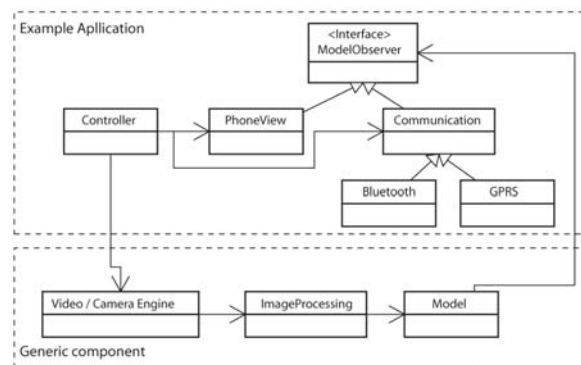 Example Apllication
<Interface>
ModelObserver
Controller
PhoneView
Communication
Bluetooth
GPRS
Video / Camera Engine
ImageProcessing
Model
Generic component